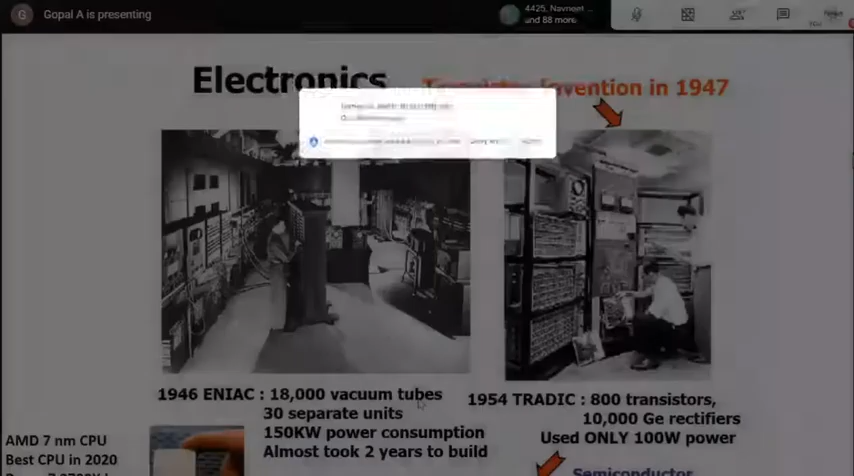 G Gopal A is presenting
4425, Navneet ...
and 88 more
Electronics
invention in 1947
1946 ENIAC : 18,000 vacuum tubes
30 separate units
150KW power consumption
Almost took 2 years to build
1954 TRADIC : 800 transistors,
10,000 Ge rectifiers
Used ONLY 100W power
AMD 7 nm CPU
Best CPU in 2020
Semiconductor